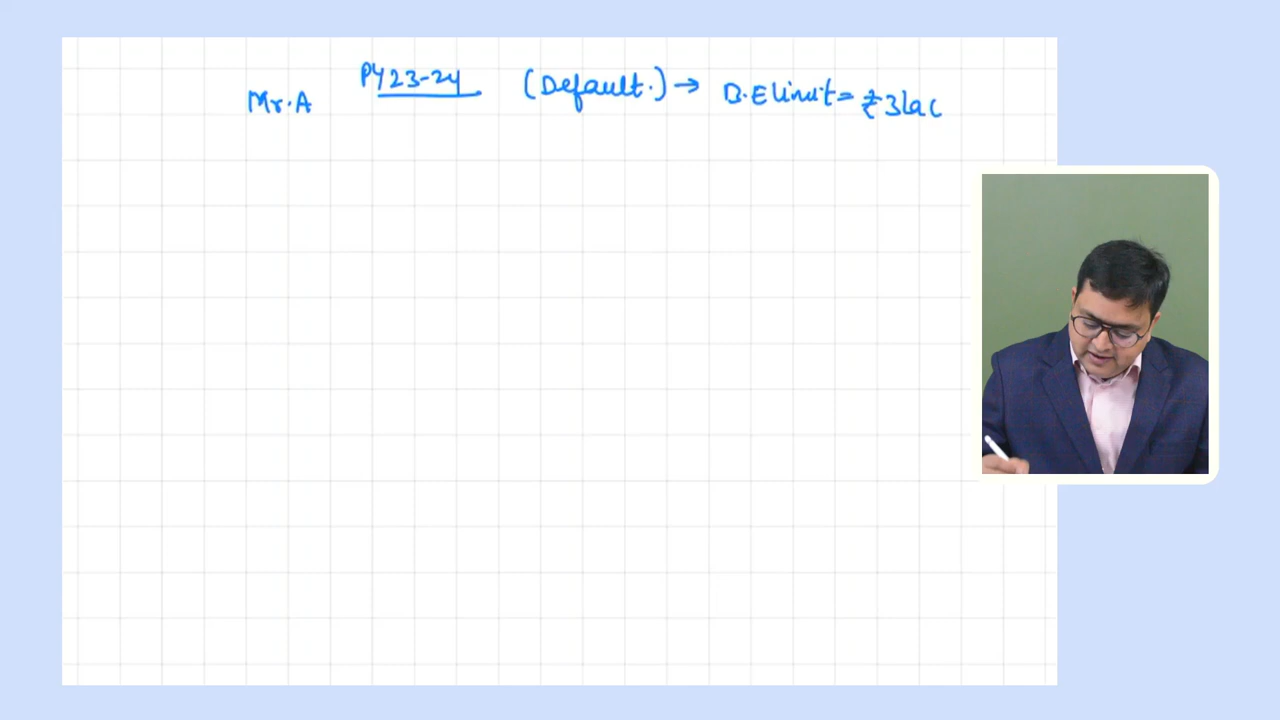 Mr. A PY 23-24 (Default.) → B.E limit = ₹3lac